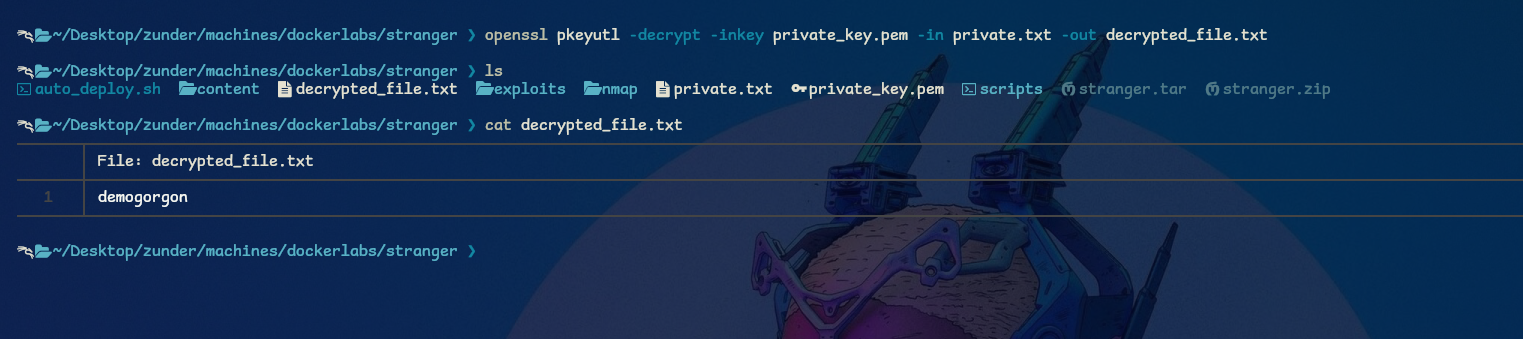 ~/Desktop/zunder/machines/dockerlabs/stranger ❯ openssl pkeyutl -decrypt -inkey private_key.pem -in private.txt -out decrypted_file.txt
~/Desktop/zunder/machines/dockerlabs/stranger ❯ ls
auto_deploy.sh content decrypted_file.txt exploits nmap private.txt private_key.pem scripts stranger.tar stranger.zip
~/Desktop/zunder/machines/dockerlabs/stranger ❯ cat decrypted_file.txt
File: decrypted_file.txt
1 demogorgon
~/Desktop/zunder/machines/dockerlabs/stranger ❯